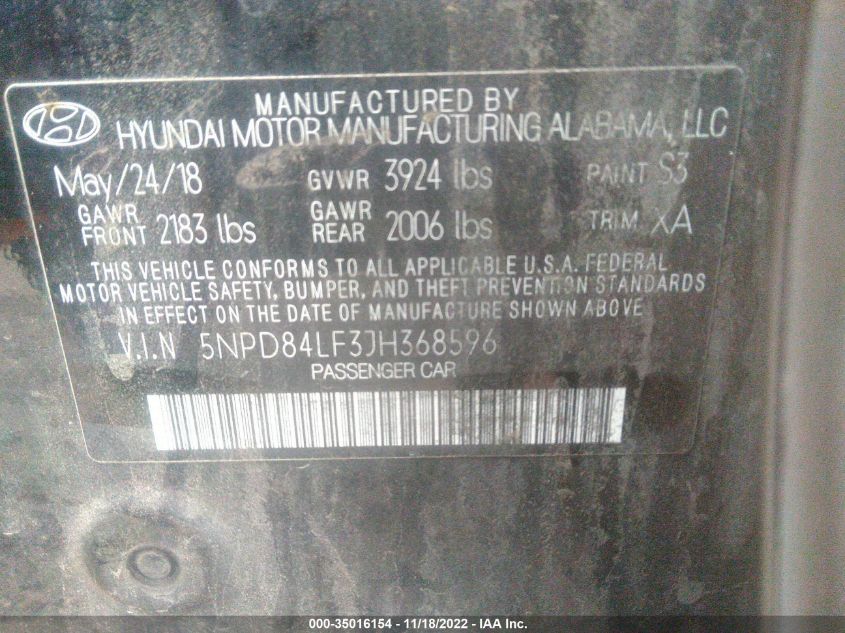 MANUFACTURED BY
HYUNDAI MOTOR MANUFACTURING ALABAMA, LLC
May/24/18 GVWR 3924 lbs PAINT S3
GAWR FRONT 2183 lbs GAWR REAR 2006 lbs TRIM XA
THIS VEHICLE CONFORMS TO ALL APPLICABLE U.S.A. FEDERAL
MOTOR VEHICLE SAFETY, BUMPER, AND THEFT PREVENTION STANDARDS
IN EFFECT ON THE DATE OF MANUFACTURE SHOWN ABOVE
V.I.N 5NPD84LF3JH368596
PASSENGER CAR
000-35016154 - 11/18/2022 - IAA Inc.